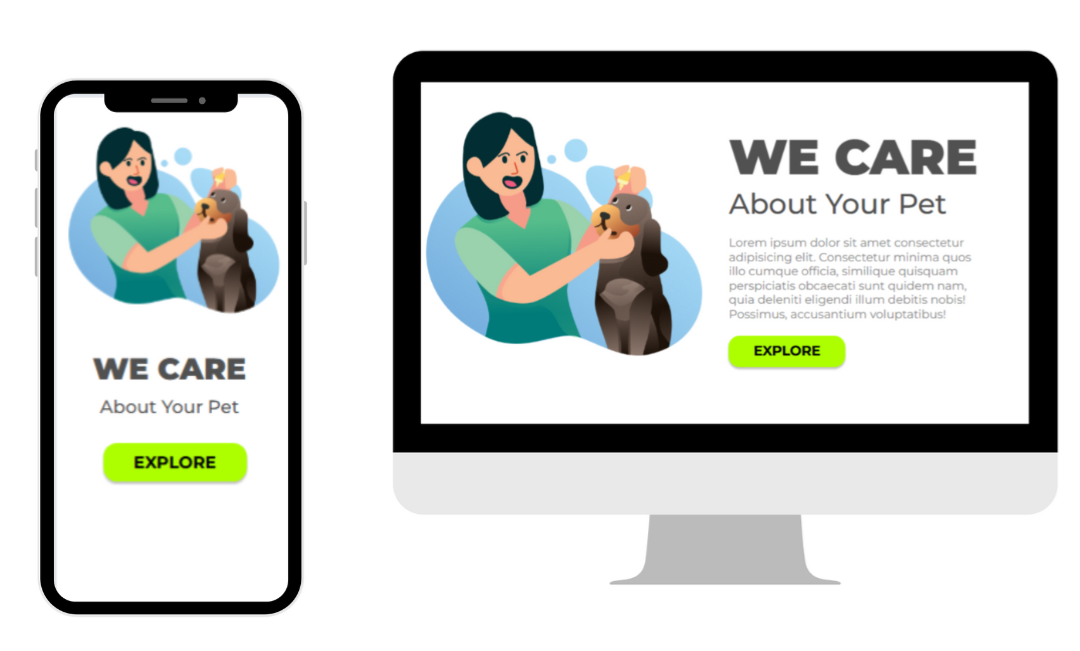 WE CARE
About Your Pet
EXPLORE
WE CARE
About Your Pet
Lorem ipsum dolor sit amet consectetur
adipisicing elit. Consectetur minima quos
illo cumque officia, similique quisquam
perspiciatis obcaecati sunt quidem nam,
quia deleniti eligendi illum debitis nobis!
Possimus, accusantium voluptatibus!
EXPLORE